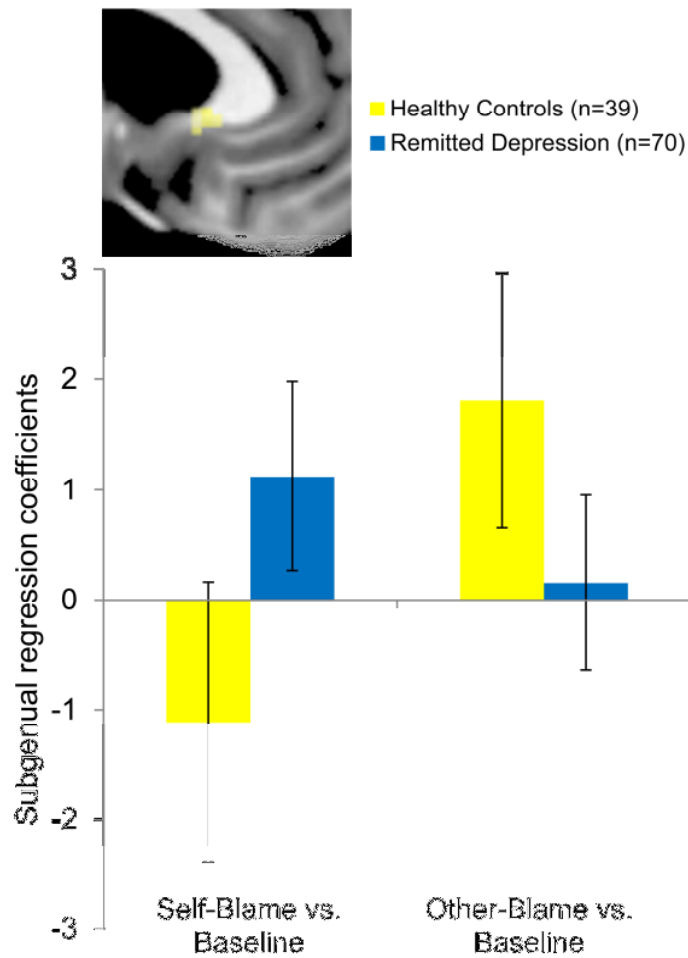 Healthy Controls (n=39)
Remitted Depression (n=70)
Subgenual regression coefficients
3
2
1
0
-1
-2
-3
Self-Blame vs.
Baseline
Other-Blame vs.
Baseline